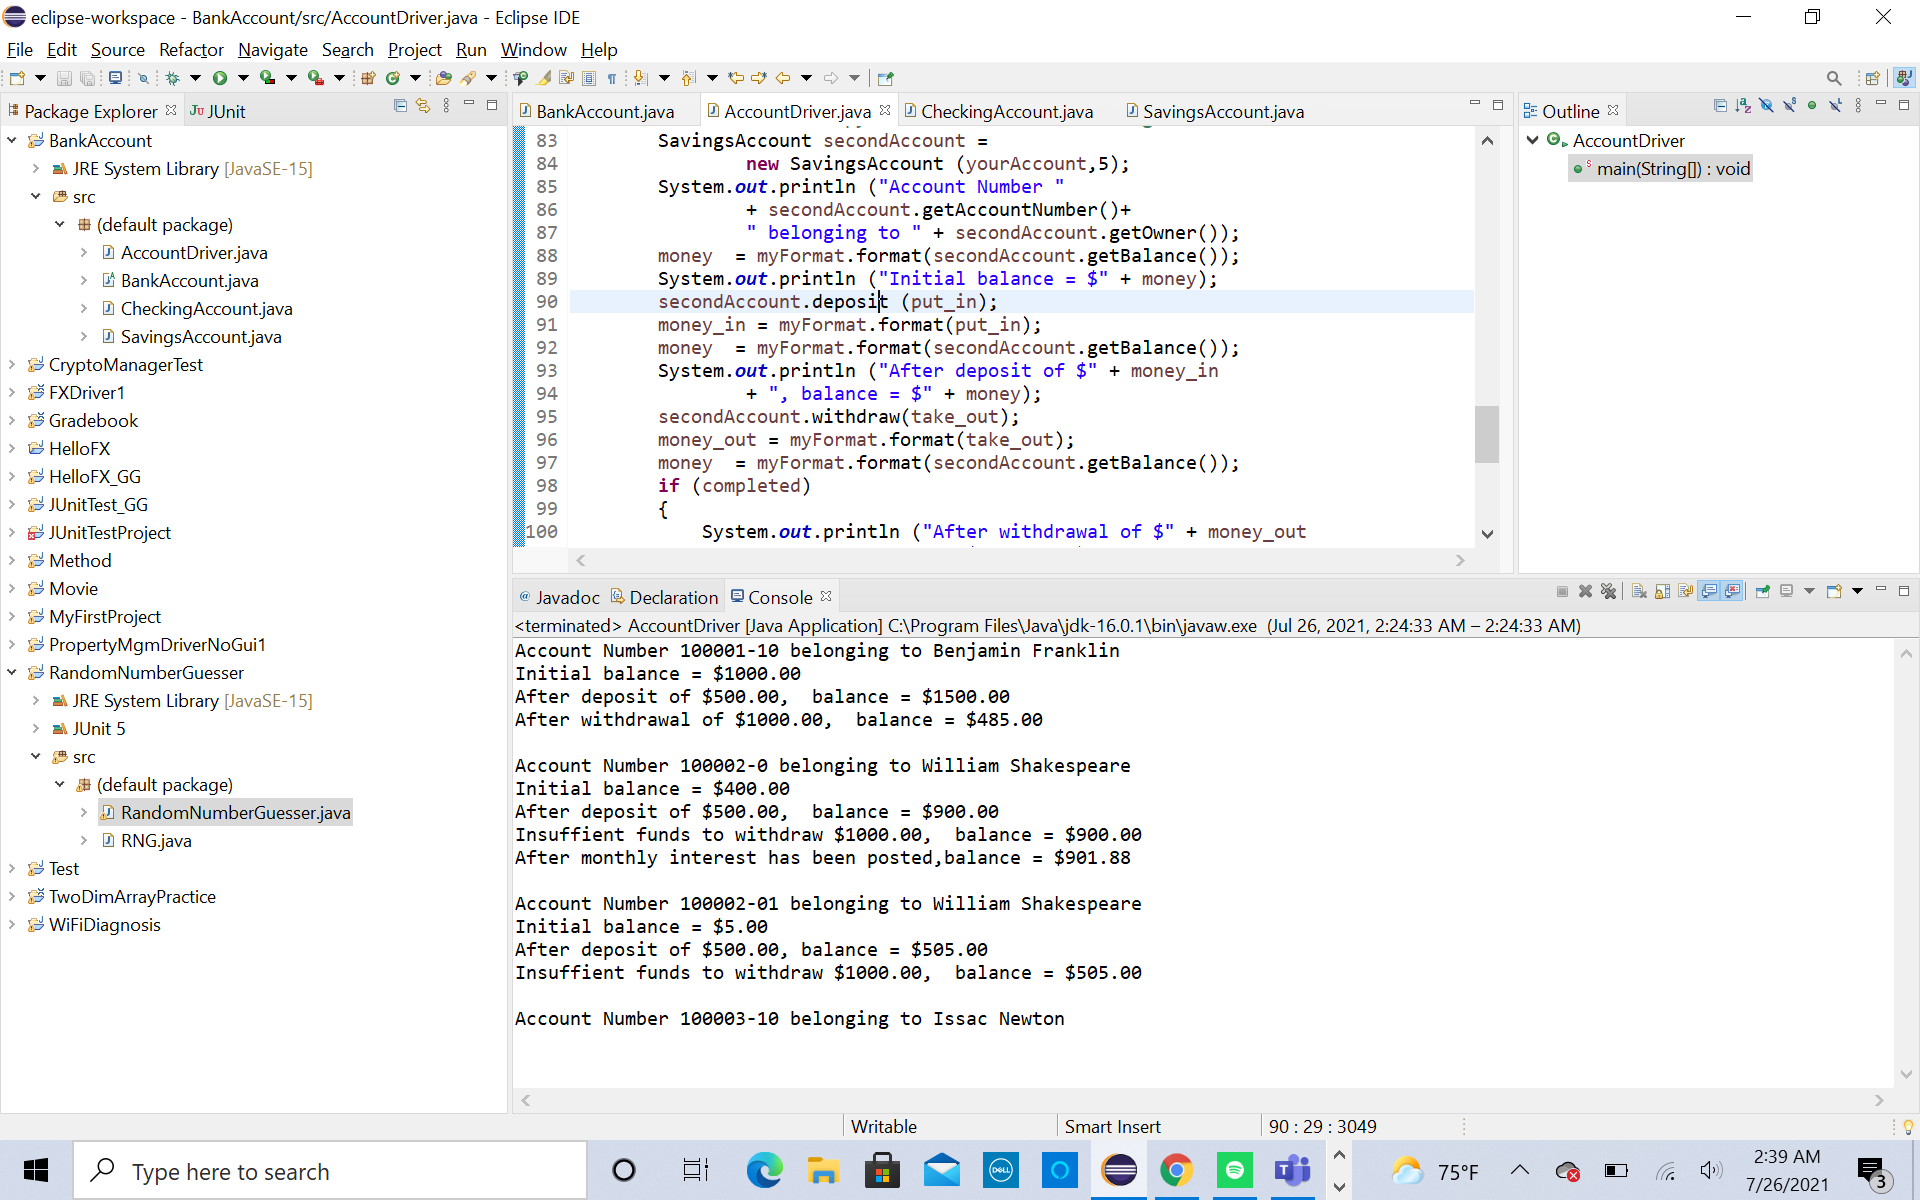 eclipse-workspace - BankAccount/src/AccountDriver.java - Eclipse IDE
File Edit Source Refactor Navigate Search Project Run Window Help
Package Explorer
JUnit
BankAccount
JRE System Library [JavaSE-15]
src
(default package)
AccountDriver.java
BankAccount.java
CheckingAccount.java
SavingsAccount.java
CryptoManagerTest
FXDriver1
Gradebook
HelloFX
HelloFX_GG
JUnitTest_GG
JUnitTestProject
Method
Movie
MyFirstProject
PropertyMgmDriverNoGui1
RandomNumberGuesser
JRE System Library [JavaSE-15]
JUnit 5
src
(default package)
RandomNumberGuesser.java
RNG.java
Test
TwoDimArrayPractice
WiFiDiagnosis
BankAccount.java AccountDriver.java CheckingAccount.java SavingsAccount.java
83 SavingsAccount secondAccount =
84 new SavingsAccount (yourAccount,5);
85 System.out.println ("Account Number "
86 + secondAccount.getAccountNumber()+
87 " belonging to " + secondAccount.getOwner());
88 money  = myFormat.format(secondAccount.getBalance());
89 System.out.println ("Initial balance = $" + money);
90 secondAccount.deposit (put_in);
91 money_in = myFormat.format(put_in);
92 money  = myFormat.format(secondAccount.getBalance());
93 System.out.println ("After deposit of $" + money_in
94 + ", balance = $" + money);
95 secondAccount.withdraw(take_out);
96 money_out = myFormat.format(take_out);
97 money  = myFormat.format(secondAccount.getBalance());
98 if (completed)
99 {
100 System.out.println ("After withdrawal of $" + money_out
Outline
AccountDriver
main(String[]) : void
@ Javadoc Declaration Console
<terminated> AccountDriver [Java Application] C:\Program Files\Java\jdk-16.0.1\bin\javaw.exe  (Jul 26, 2021, 2:24:33 AM – 2:24:33 AM)
Account Number 100001-10 belonging to Benjamin Franklin
Initial balance = $1000.00
After deposit of $500.00,  balance = $1500.00
After withdrawal of $1000.00,  balance = $485.00
Account Number 100002-0 belonging to William Shakespeare
Initial balance = $400.00
After deposit of $500.00,  balance = $900.00
Insuffient funds to withdraw $1000.00,  balance = $900.00
After monthly interest has been posted,balance = $901.88
Account Number 100002-01 belonging to William Shakespeare
Initial balance = $5.00
After deposit of $500.00, balance = $505.00
Insuffient funds to withdraw $1000.00,  balance = $505.00
Account Number 100003-10 belonging to Issac Newton
Writable
Smart Insert
90 : 29 : 3049
Type here to search
DELL
75°F
2:39 AM
7/26/2021
3